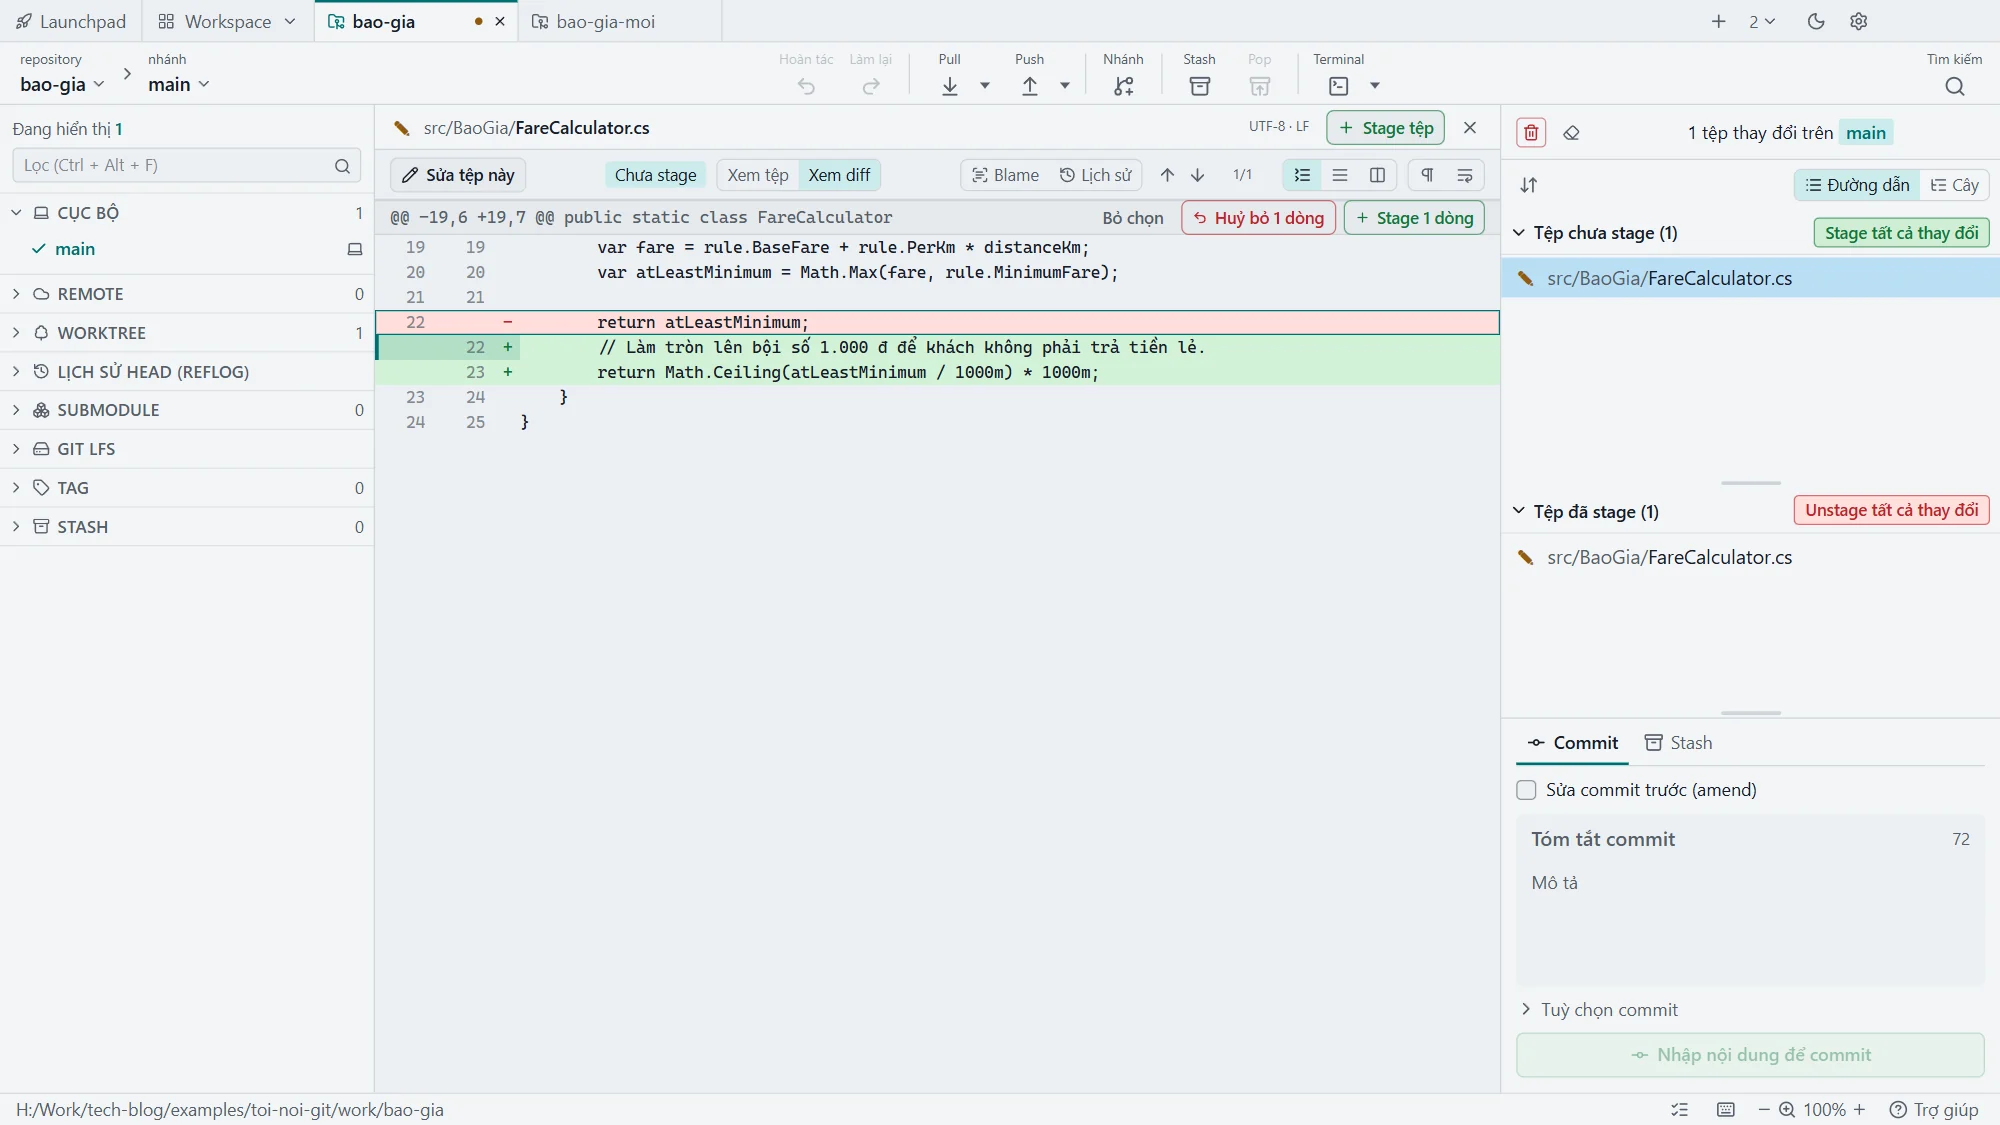 Launchpad
Workspace
bao-gia
bao-gia-moi
2
repository
bao-gia
nhánh
main
Hoàn tác
Làm lại
Pull
Push
Nhánh
Stash
Pop
Terminal
Tìm kiếm
Đang hiển thị 1
Lọc (Ctrl + Alt + F)
CỤC BỘ 1
main
REMOTE 0
WORKTREE 1
LỊCH SỬ HEAD (REFLOG)
SUBMODULE 0
GIT LFS
TAG 0
STASH 0
src/BaoGia/FareCalculator.cs
UTF-8 · LF
+ Stage tệp
Sửa tệp này
Chưa stage
Xem tệp
Xem diff
Blame
Lịch sử
1/1
@@ -19,6 +19,7 @@ public static class FareCalculator
Bỏ chọn
Huỷ bỏ 1 dòng
+ Stage 1 dòng
19 19 var fare = rule.BaseFare + rule.PerKm * distanceKm;
20 20 var atLeastMinimum = Math.Max(fare, rule.MinimumFare);
21 21
22 - return atLeastMinimum;
22 + // Làm tròn lên bội số 1.000 đ để khách không phải trả tiền lẻ.
23 + return Math.Ceiling(atLeastMinimum / 1000m) * 1000m;
23 24 }
24 25 }
1 tệp thay đổi trên main
Đường dẫn
Cây
Tệp chưa stage (1)
Stage tất cả thay đổi
src/BaoGia/FareCalculator.cs
Tệp đã stage (1)
Unstage tất cả thay đổi
src/BaoGia/FareCalculator.cs
Commit
Stash
Sửa commit trước (amend)
Tóm tắt commit 72
Mô tả
Tuỳ chọn commit
Nhập nội dung để commit
H:/Work/tech-blog/examples/toi-noi-git/work/bao-gia
100%
Trợ giúp